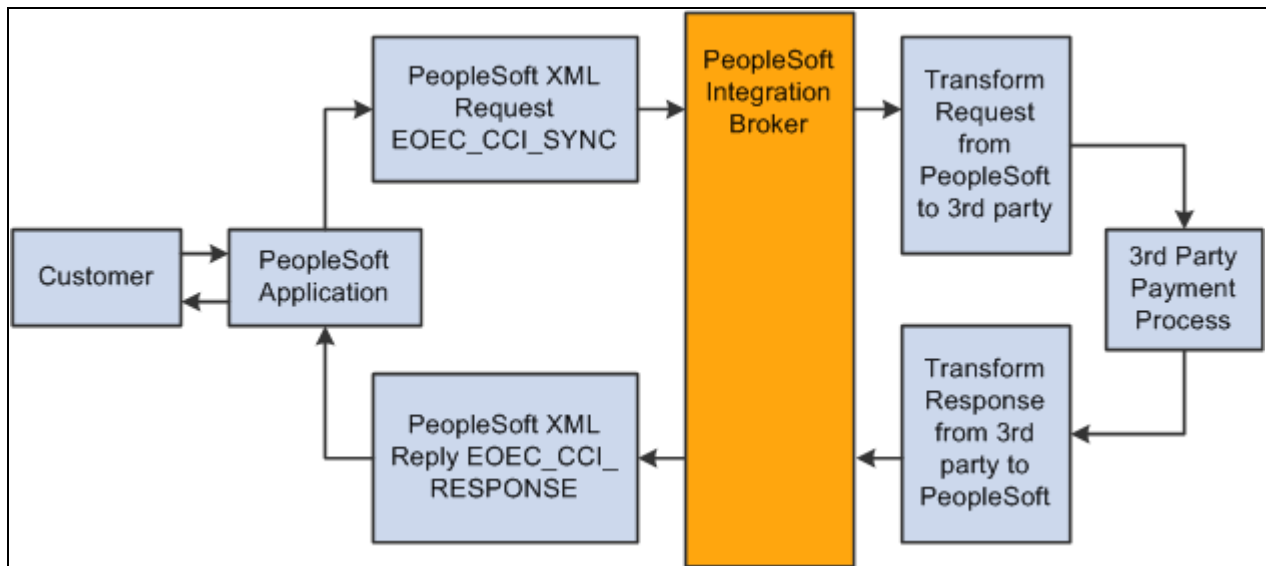 PeopleSoft XML
Request
EOEC_CCI_SYNC
PeopleSoft
Integration
Broker
Transform
Request
from
PeopleSoft
to 3rd party
Customer
PeopleSoft
Application
3rd Party
Payment
Process
PeopleSoft XML
Reply EOEC_CCI_
RESPONSE
Transform
Response
from 3rd
party to
PeopleSoft